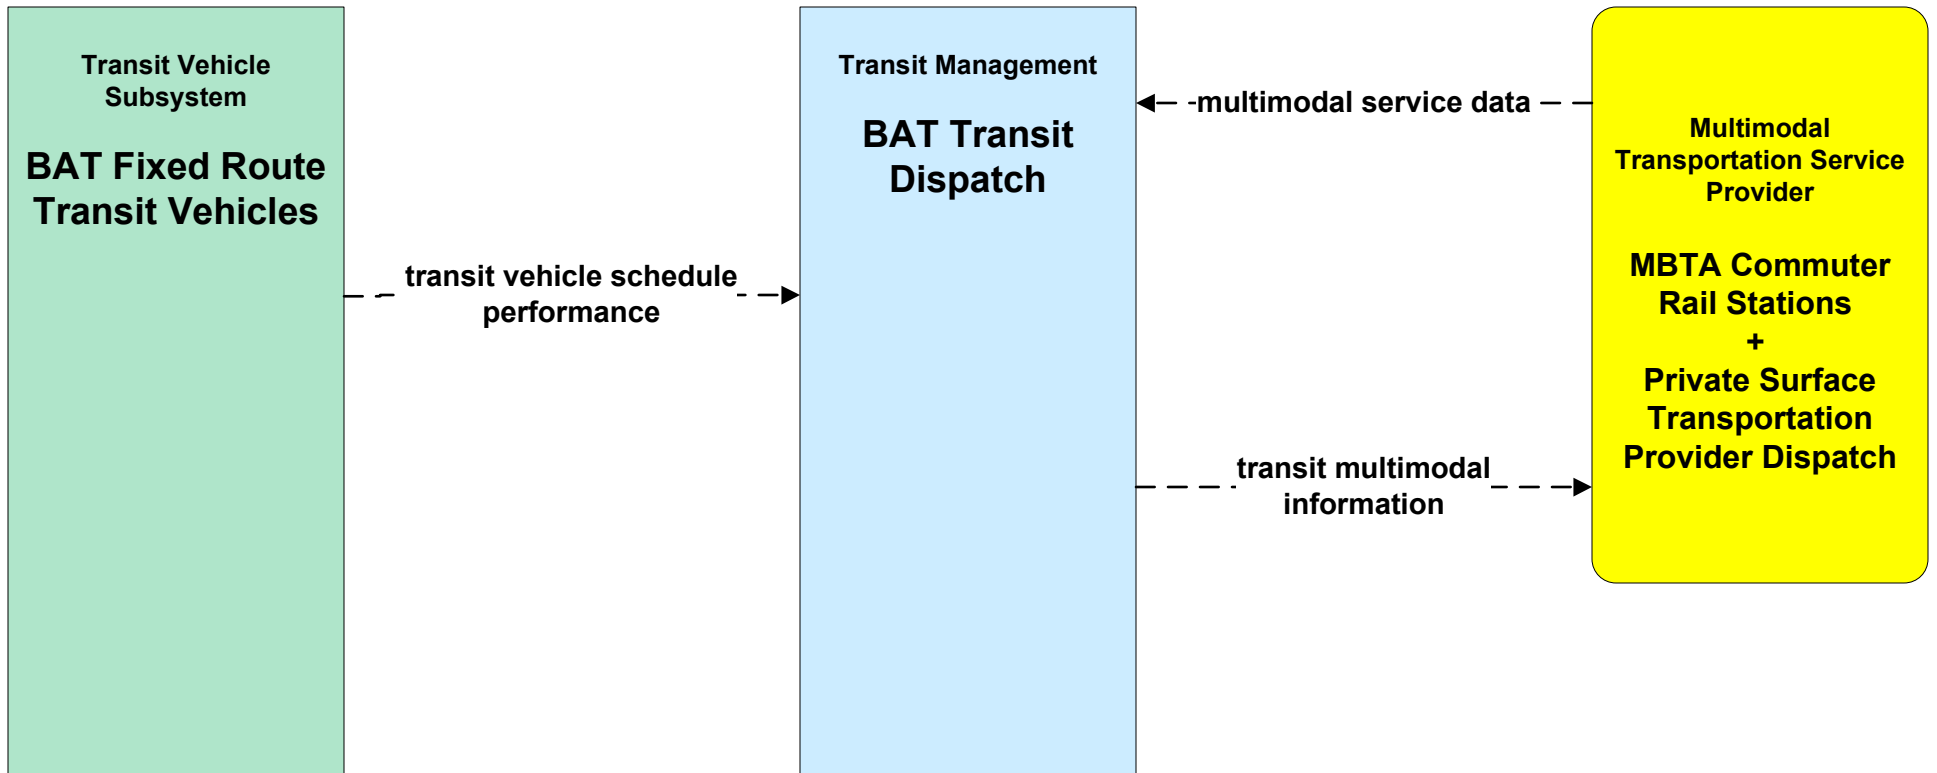 Transit Vehicle
Subsystem
BAT Fixed Route
Transit Vehicles
transit vehicle schedule
performance
Transit Management
BAT Transit
Dispatch
multimodal service data
transit multimodal
information
Multimodal
Transportation Service
Provider
MBTA Commuter
Rail Stations
+
Private Surface
Transportation
Provider Dispatch